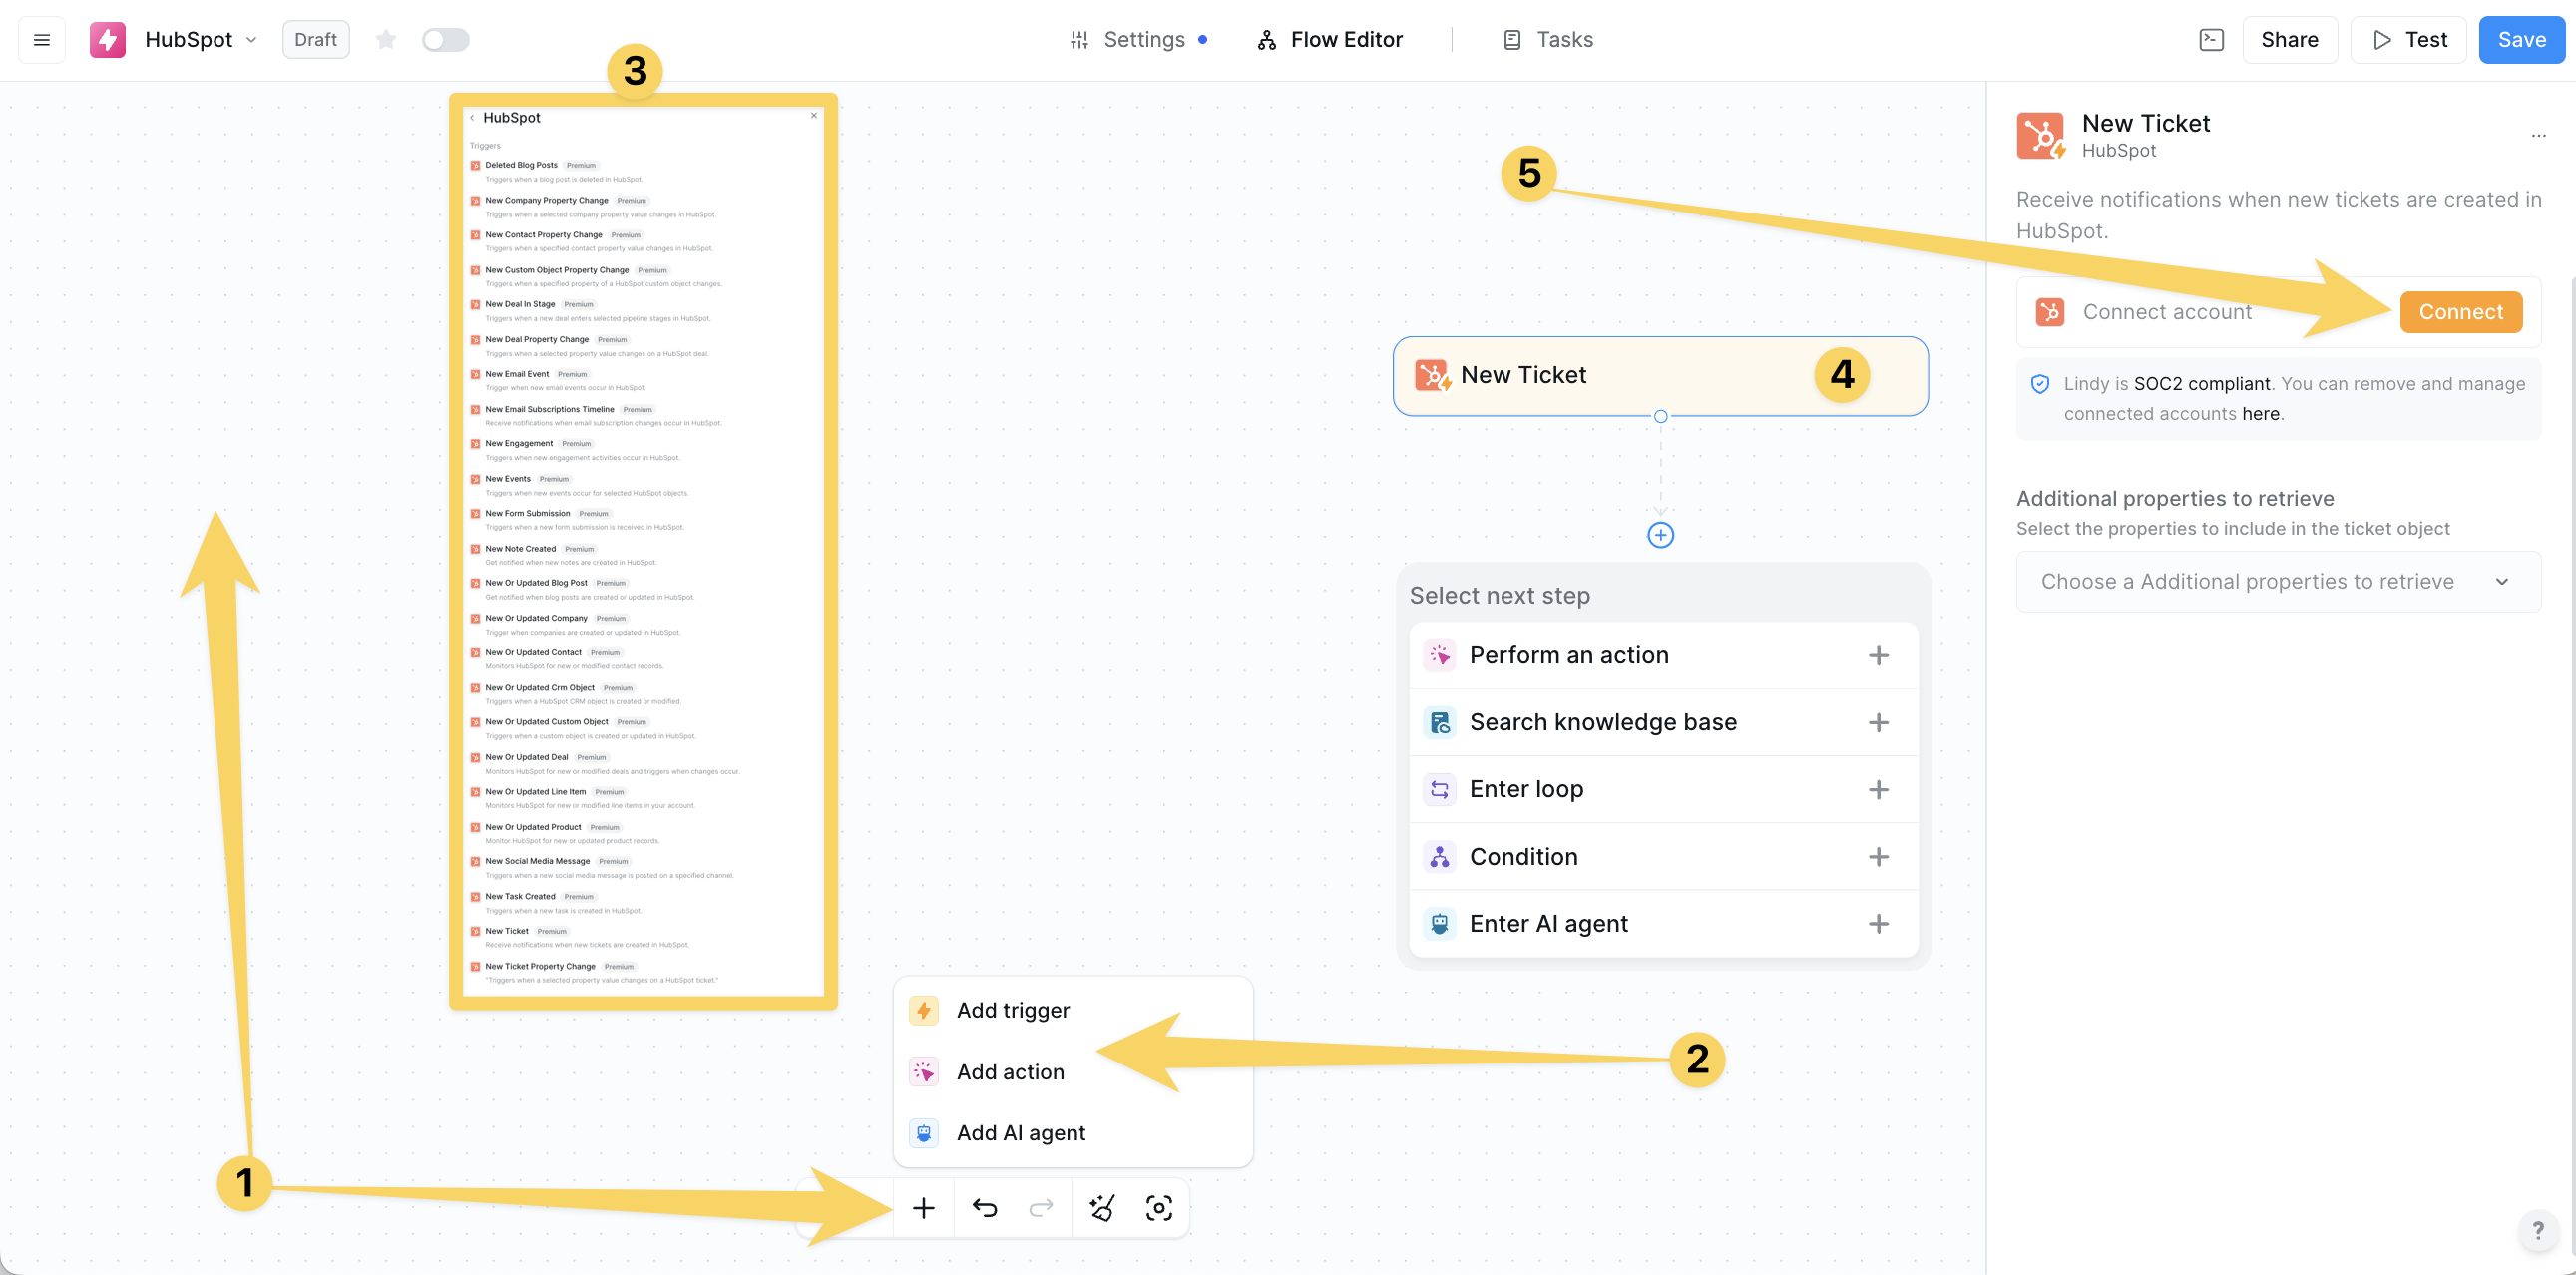 HubSpot
Draft
Settings
Flow Editor
Tasks
Share
Test
Save
3
HubSpot
Triggers
Deleted Blog Posts Premium
Triggers when a blog post is deleted in HubSpot.
New Company Property Change Premium
Triggers when a selected company property value changes in HubSpot.
New Contact Property Change Premium
Triggers when a specified contact property value changes in HubSpot.
New Custom Object Property Change Premium
Triggers when a specified property of a HubSpot custom object changes.
New Deal In Stage Premium
Triggers when a new deal enters selected pipeline stages in HubSpot.
New Deal Property Change Premium
Triggers when a selected property value changes on a HubSpot deal.
New Email Event Premium
Trigger when new email events occur in HubSpot.
New Email Subscriptions Timeline Premium
Receive notifications when email subscription changes occur in HubSpot.
New Engagement Premium
Triggers when new engagement activities occur in HubSpot.
New Events Premium
Triggers when new events occur for selected HubSpot objects.
New Form Submission Premium
Triggers when a new form submission is received in HubSpot.
New Note Created Premium
Get notified when new notes are created in HubSpot.
New Or Updated Blog Post Premium
Get notified when blog posts are created or updated in HubSpot.
New Or Updated Company Premium
Trigger when companies are created or updated in HubSpot.
New Or Updated Contact Premium
Monitors HubSpot for new or modified contact records.
New Or Updated Crm Object Premium
Triggers when a HubSpot CRM object is created or modified.
New Or Updated Custom Object Premium
Triggers when a custom object is created or updated in HubSpot.
New Or Updated Deal Premium
Monitors HubSpot for new or modified deals and triggers when changes occur.
New Or Updated Line Item Premium
Monitors HubSpot for new or modified line items in your account.
New Or Updated Product Premium
Monitor HubSpot for new or updated product records.
New Social Media Message Premium
Triggers when a new social media message is posted on a specified channel.
New Task Created Premium
Triggers when a new task is created in HubSpot.
New Ticket Premium
Receive notifications when new tickets are created in HubSpot.
New Ticket Property Change Premium
"Triggers when a selected property value changes on a HubSpot ticket."
1
Add trigger
Add action
Add AI agent
2
5
New Ticket
4
Select next step
Perform an action
Search knowledge base
Enter loop
Condition
Enter AI agent
New Ticket
HubSpot
Receive notifications when new tickets are created in
HubSpot.
Connect account
Connect
Lindy is SOC2 compliant. You can remove and manage
connected accounts here.
Additional properties to retrieve
Select the properties to include in the ticket object
Choose a Additional properties to retrieve
?